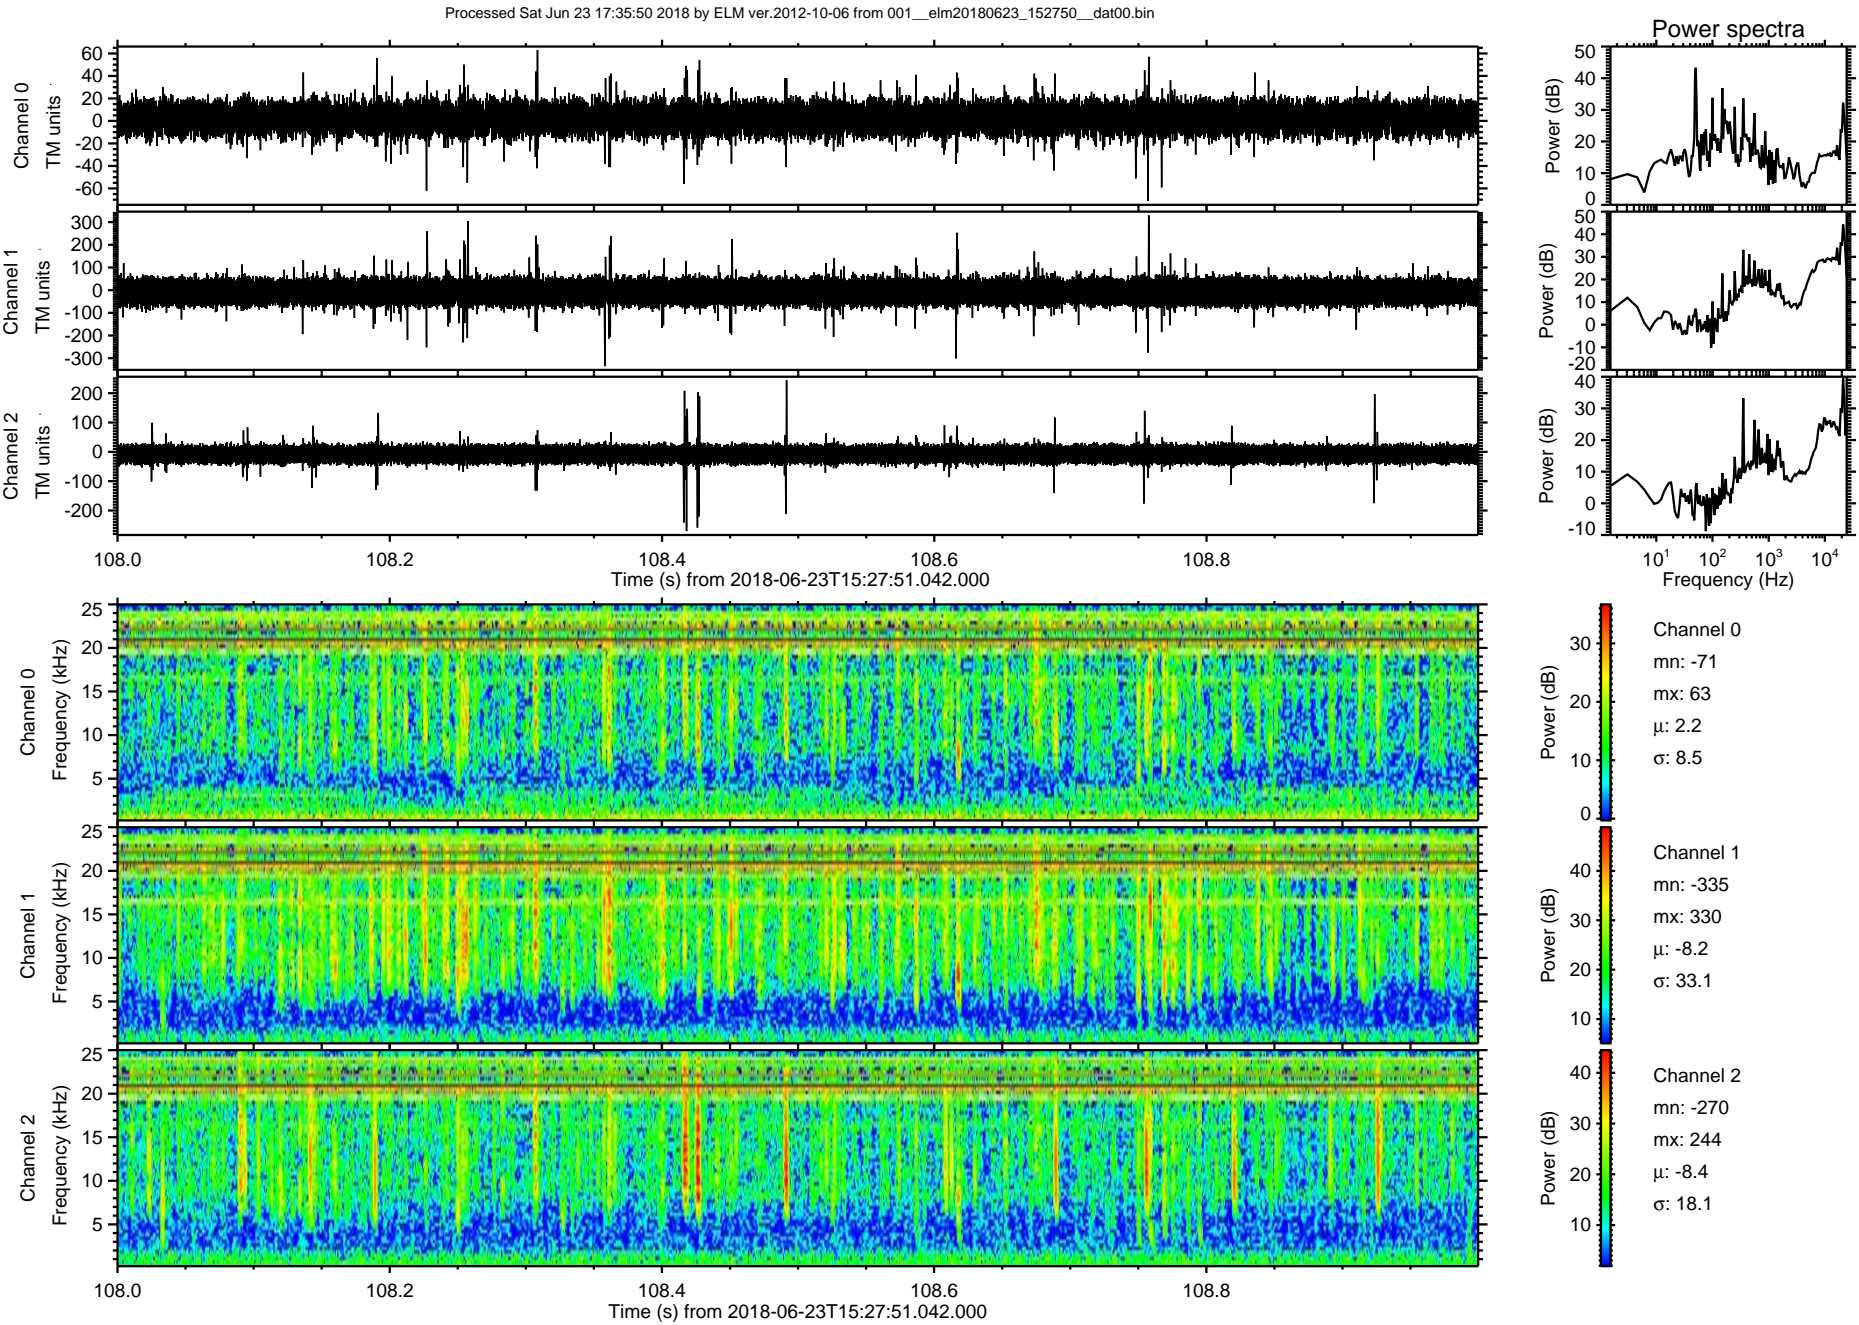 Processed Sat Jun 23 17:35:50 2018 by ELM ver.2012-10-06 from 001__elm20180623_152750__dat00.bin
Power spectra
Channel 0
TM units
60
40
20
0
-20
-40
-60
Power (dB)
50
40
30
20
10
0
Channel 1
TM units
300
200
100
0
-100
-200
-300
Power (dB)
50
40
30
20
10
0
-10
-20
Channel 2
TM units
200
100
0
-100
-200
Power (dB)
40
30
20
10
0
-10
108.0 108.2 108.4 108.6 108.8
Time (s) from 2018-06-23T15:27:51.042.000
10¹ 10² 10³ 10⁴
Frequency (Hz)
Channel 0
Frequency (kHz)
25
20
15
10
5
Power (dB)
30
20
10
0
Channel 0
mn: -71
mx: 63
µ: 2.2
σ: 8.5
Channel 1
Frequency (kHz)
25
20
15
10
5
Power (dB)
40
30
20
10
Channel 1
mn: -335
mx: 330
µ: -8.2
σ: 33.1
Channel 2
Frequency (kHz)
25
20
15
10
5
Power (dB)
40
30
20
10
Channel 2
mn: -270
mx: 244
µ: -8.4
σ: 18.1
108.0 108.2 108.4 108.6 108.8
Time (s) from 2018-06-23T15:27:51.042.000